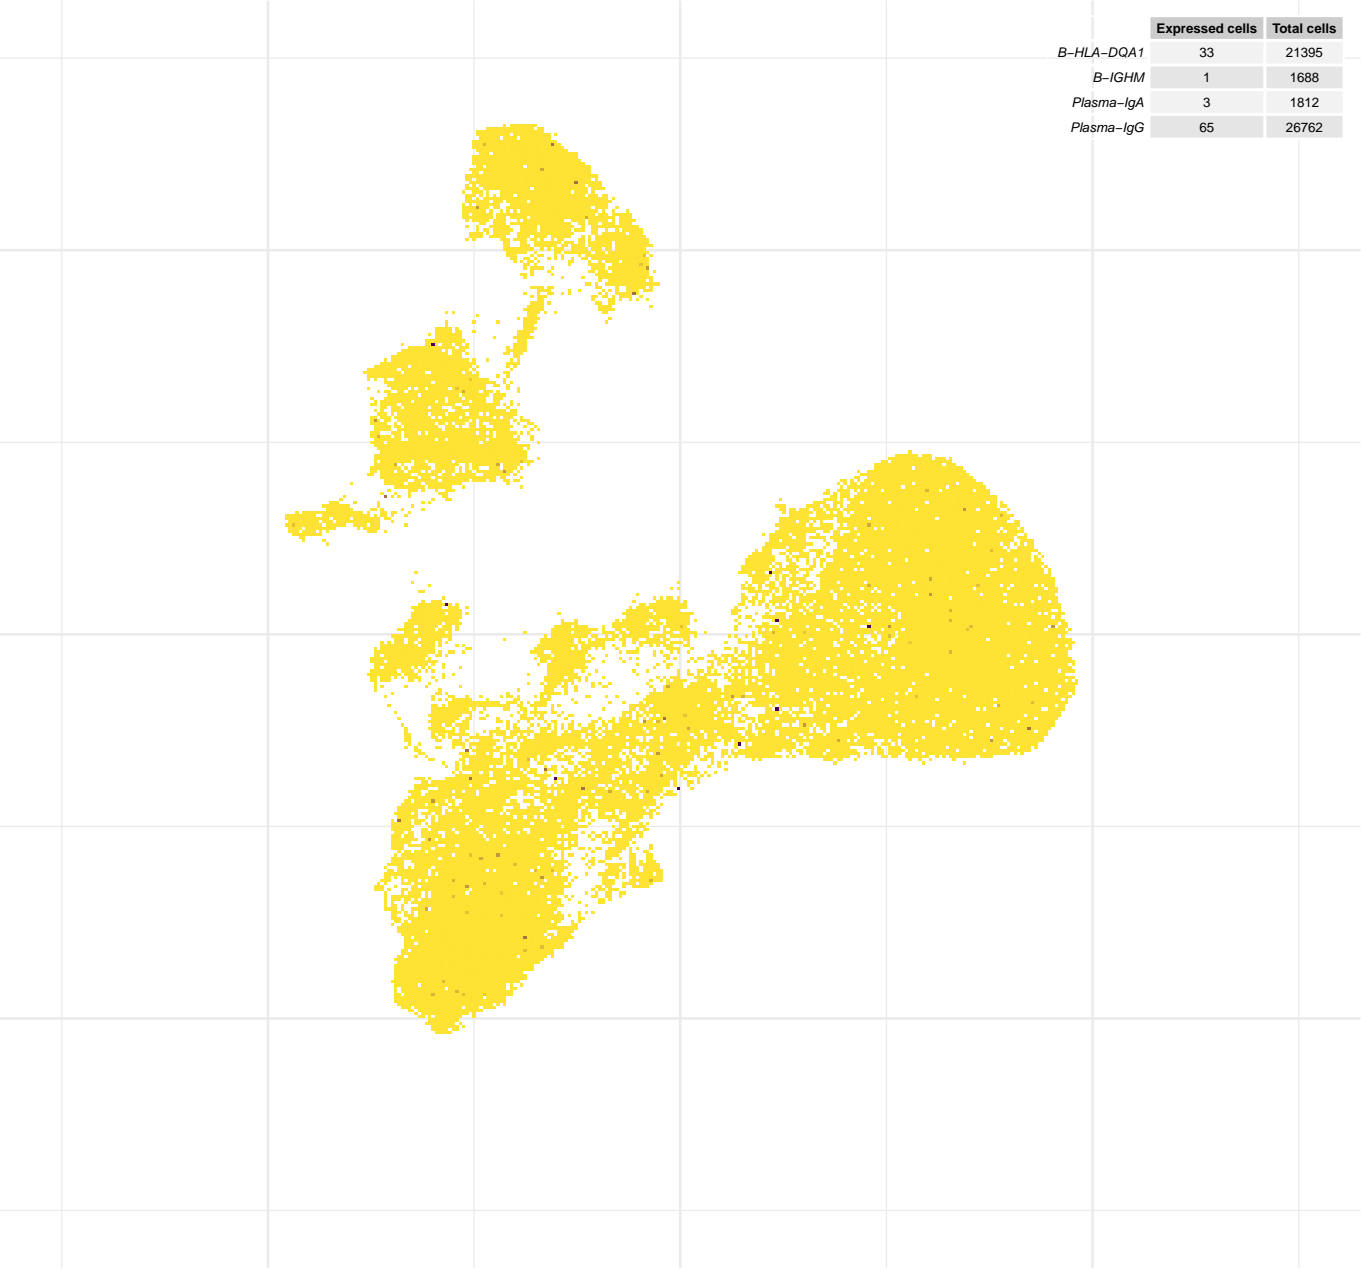 Expressed cells Total cells
B−HLA−DQA1 33 21395
B−IGHM 1 1688
Plasma−IgA 3 1812
Plasma−IgG 65 26762